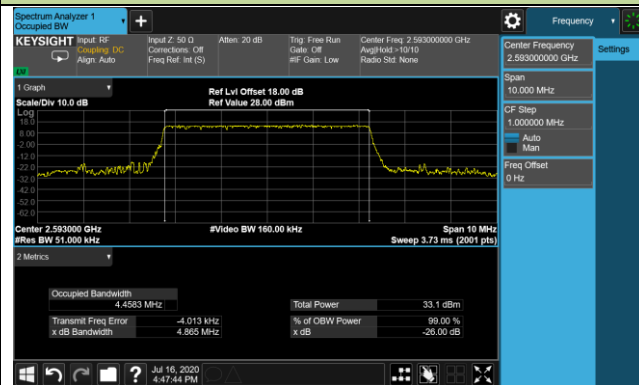 Spectrum Analyzer 1
Occupied BW
Frequency
KEYSIGHT
Input: RF
Coupling: DC
Align: Auto
Input Z: 50 Ω
Corrections: Off
Freq Ref: Int (S)
Atten: 20 dB
Trig: Free Run
Gate: Off
#IF Gain: Low
Center Freq: 2.593000000 GHz
Avg|Hold:>10/10
Radio Std: None
Center Frequency
2.593000000 GHz
Settings
Span
10.000 MHz
CF Step
1.000000 MHz
Auto
Man
Freq Offset
0 Hz
1 Graph
Scale/Div 10.0 dB
Ref Lvl Offset 18.00 dB
Ref Value 28.00 dBm
Log
18.0
8.00
-2.00
-12.0
-22.0
-32.0
-42.0
-52.0
-62.0
Center 2.593000 GHz
#Res BW 51.000 kHz
#Video BW 160.00 kHz
Span 10 MHz
Sweep 3.73 ms (2001 pts)
2 Metrics
Occupied Bandwidth
4.4583 MHz
Total Power 33.1 dBm
Transmit Freq Error -4.013 kHz
% of OBW Power 99.00 %
x dB Bandwidth 4.865 MHz
x dB -26.00 dB
Jul 16, 2020
4:47:44 PM